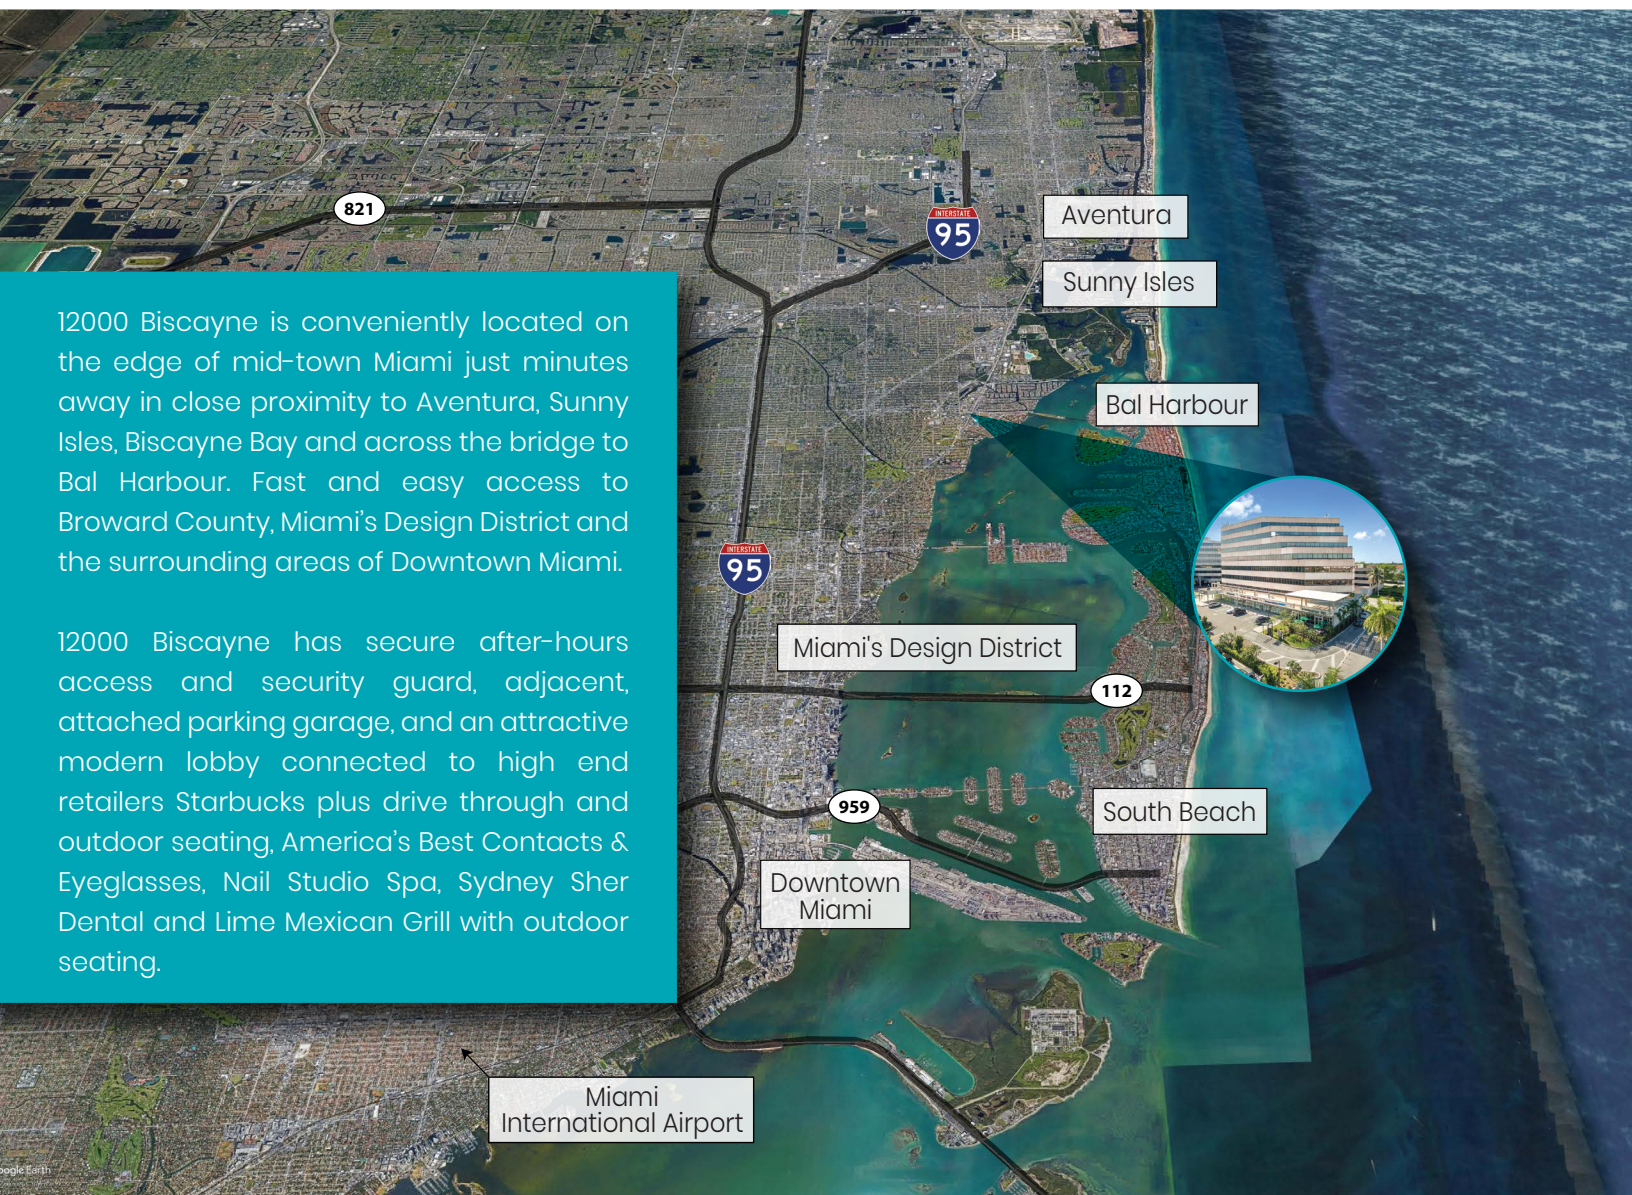 821
INTERSTATE
95
Aventura
Sunny Isles
Bal Harbour
12000 Biscayne is conveniently located on
the edge of mid-town Miami just minutes
away in close proximity to Aventura, Sunny
Isles, Biscayne Bay and across the bridge to
Bal Harbour. Fast and easy access to
Broward County, Miami's Design District and
the surrounding areas of Downtown Miami.
12000 Biscayne has secure after-hours
access and security guard, adjacent,
attached parking garage, and an attractive
modern lobby connected to high end
retailers Starbucks plus drive through and
outdoor seating, America's Best Contacts &
Eyeglasses, Nail Studio Spa, Sydney Sher
Dental and Lime Mexican Grill with outdoor
seating.
INTERSTATE
95
Miami's Design District
112
959
South Beach
Downtown
Miami
Miami
International Airport
oogle Earth